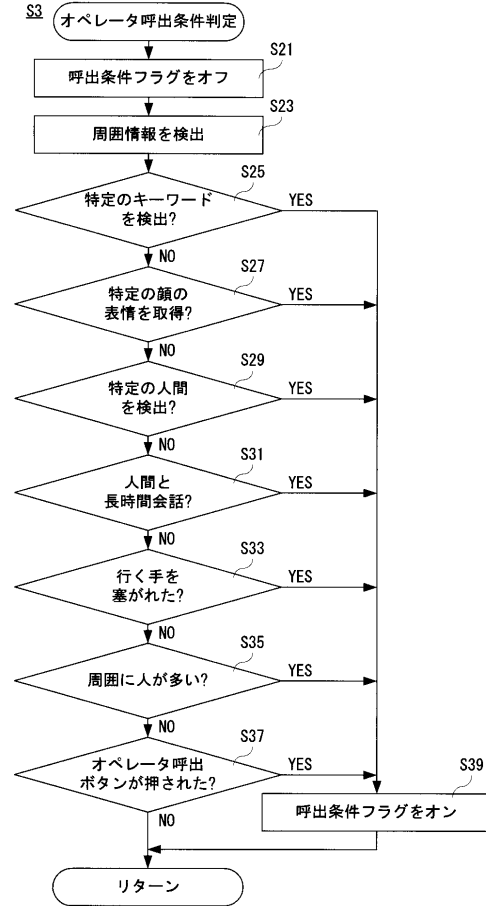 S3
オペレータ呼出条件判定
S21
呼出条件フラグをオフ
S23
周囲情報を検出
S25
特定のキーワード
を検出?
YES
NO
S27
特定の顔の
表情を取得?
YES
NO
S29
特定の人間
を検出?
YES
NO
S31
人間と
長時間会話?
YES
NO
S33
行く手を
塞がれた?
YES
NO
S35
周囲に人が多い?
YES
NO
S37
オペレータ呼出
ボタンが押された?
YES
NO
S39
呼出条件フラグをオン
リターン